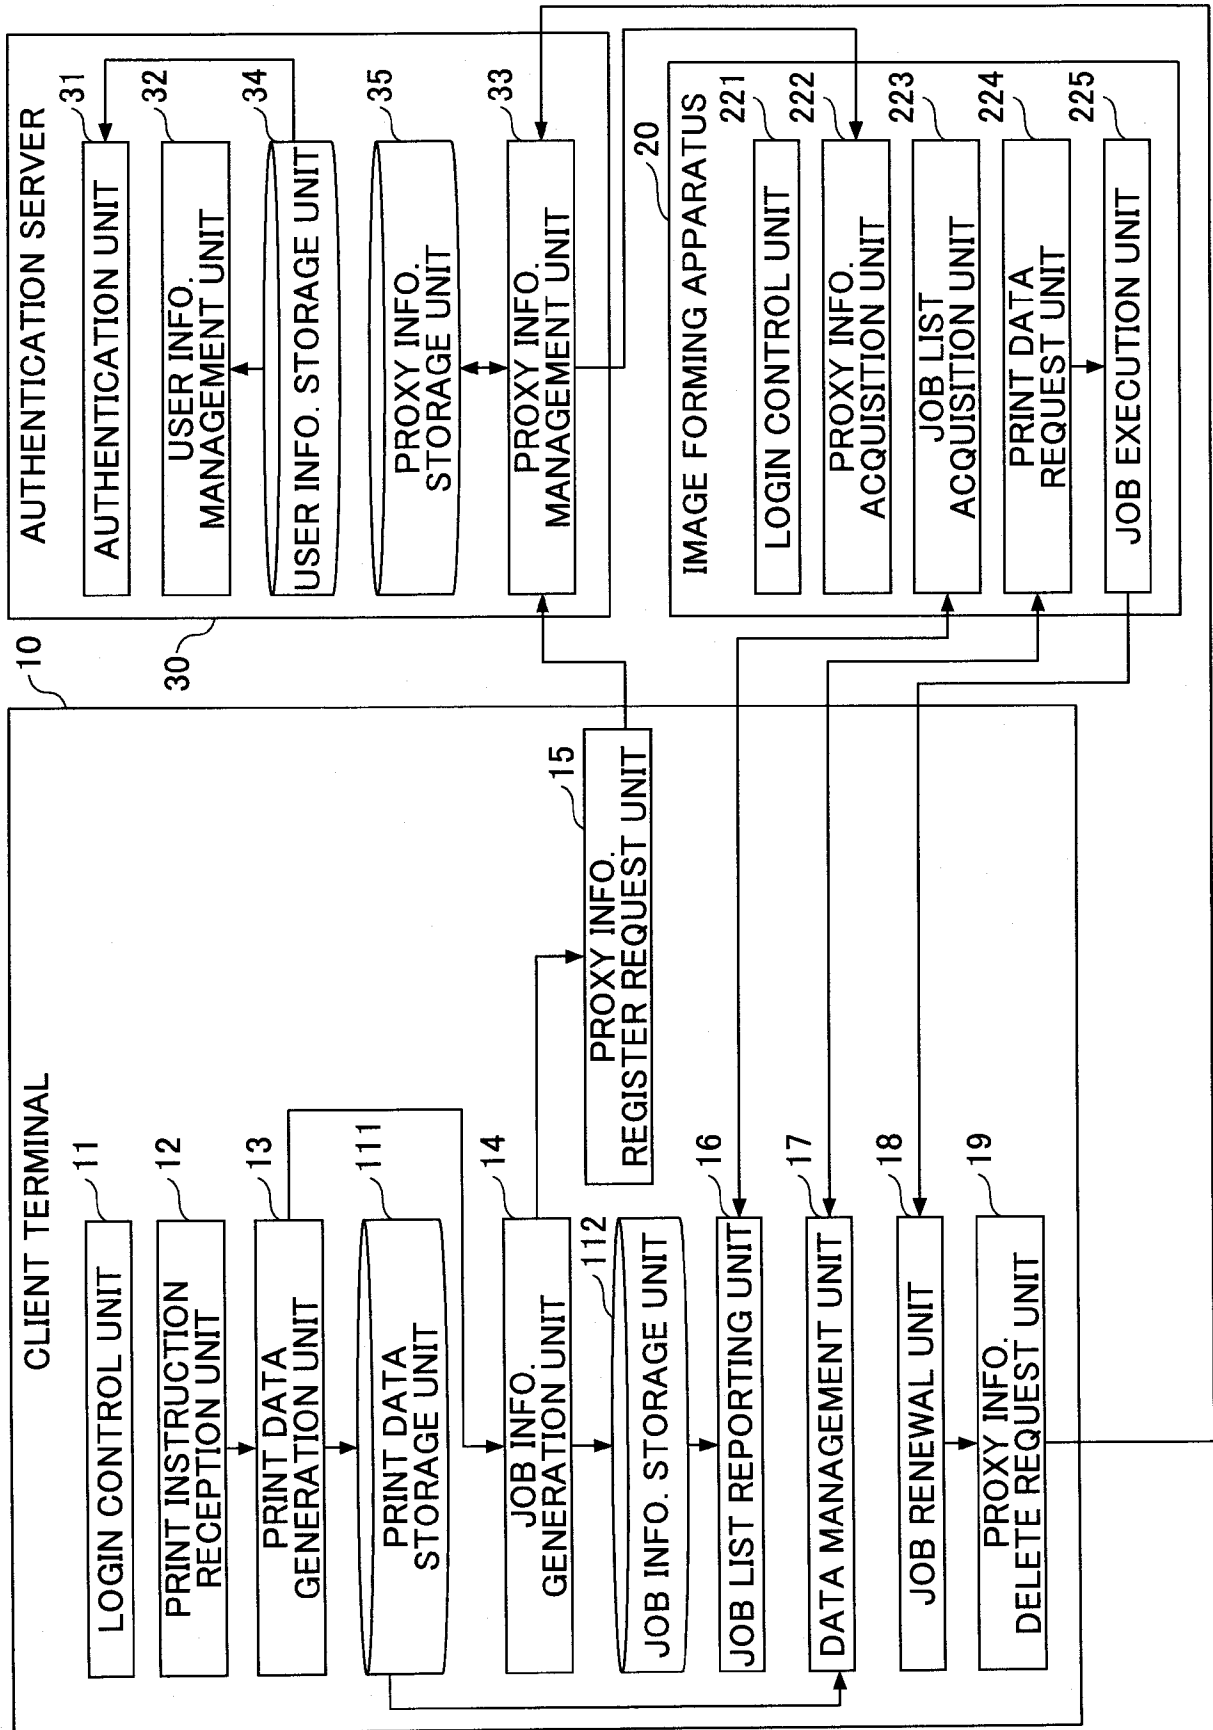 CLIENT TERMINAL
10
LOGIN CONTROL UNIT
11
PRINT INSTRUCTION
RECEPTION UNIT
12
PRINT DATA
GENERATION UNIT
13
PRINT DATA
STORAGE UNIT
111
JOB INFO.
GENERATION UNIT
14
PROXY INFO.
REGISTER REQUEST UNIT
15
JOB INFO. STORAGE UNIT
112
JOB LIST REPORTING UNIT
16
DATA MANAGEMENT UNIT
17
JOB RENEWAL UNIT
18
PROXY INFO.
DELETE REQUEST UNIT
19
AUTHENTICATION SERVER
30
AUTHENTICATION UNIT
31
USER INFO.
MANAGEMENT UNIT
32
USER INFO. STORAGE UNIT
34
PROXY INFO.
STORAGE UNIT
35
PROXY INFO.
MANAGEMENT UNIT
33
IMAGE FORMING APPARATUS
20
LOGIN CONTROL UNIT
221
PROXY INFO.
ACQUISITION UNIT
222
JOB LIST
ACQUISITION UNIT
223
PRINT DATA
REQUEST UNIT
224
JOB EXECUTION UNIT
225